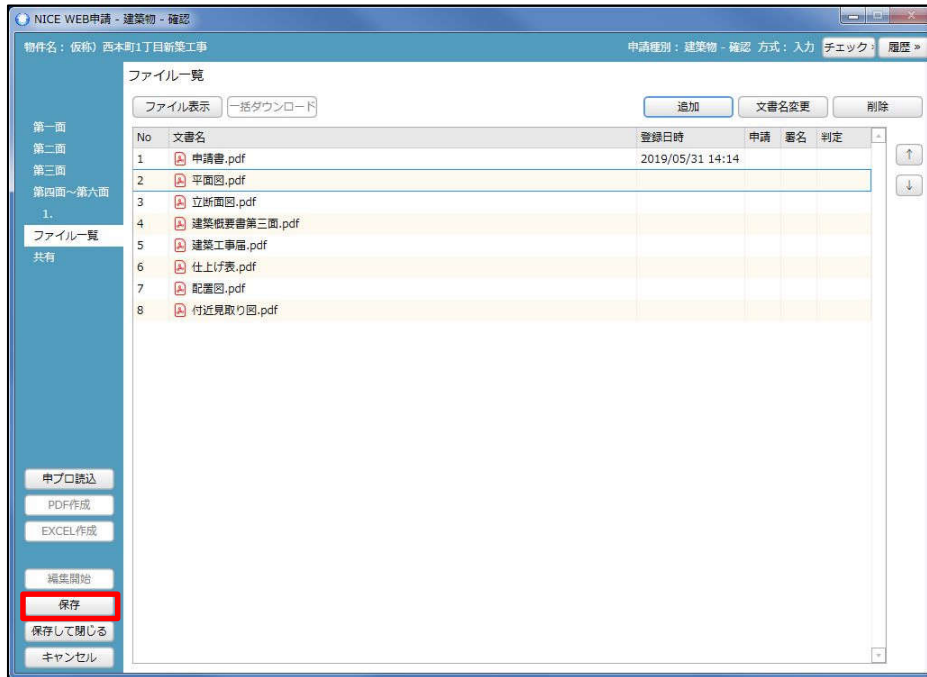 NICE WEB申請 - 建築物 - 確認
物件名： 仮称）西本町1丁目新築工事 申請種別： 建築物 - 確認 方式： 入力 チェック » 履歴 »
ファイル一覧
ファイル表示 一括ダウンロード 追加 文書名変更 削除
第一面
第二面
第三面
第四面～第六面
1.
ファイル一覧
共有
No 文書名 登録日時 申請 署名 判定
1 申請書.pdf 2019/05/31 14:14
2 平面図.pdf
3 立断面図.pdf
4 建築概要書第三面.pdf
5 建築工事届.pdf
6 仕上げ表.pdf
7 配置図.pdf
8 付近見取り図.pdf
↑
↓
申プロ読込
PDF作成
EXCEL作成
編集開始
保存
保存して閉じる
キャンセル